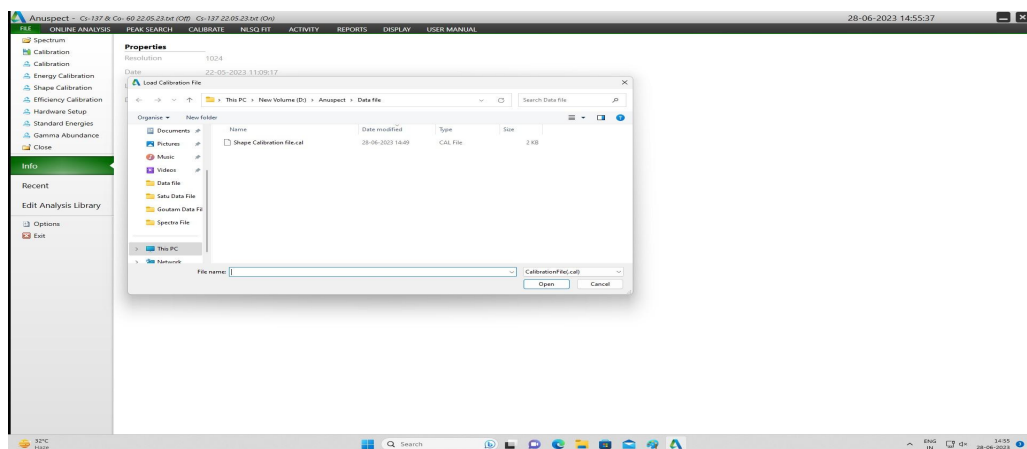 Anuspect - Cs-137 & Co- 60 22.05.23.txt (Off) Cs-137 22.05.23.txt (On) 28-06-2023 14:55:37
FILE ONLINE ANALYSIS PEAK SEARCH CALIBRATE NLSQ FIT ACTIVITY REPORTS DISPLAY USER MANUAL
Spectrum
Calibration
Calibration
Energy Calibration
Shape Calibration
Efficiency Calibration
Hardware Setup
Standard Energies
Gamma Abundance
Close
Info
Recent
Edit Analysis Library
Options
Exit
Properties
Resolution 1024
Date 22-05-2023 11:09:17
Load Calibration File
This PC > New Volume (D:) > Anuspect > Data file
Search Data file
Organise New folder
Name Date modified Type Size
Shape Calibration file.cal 28-06-2023 14:49 CAL File 2 KB
Documents
Pictures
Music
Videos
Data file
Satu Data File
Goutam Data Fil
Spectra File
This PC
Network
File name: CalibrationFile(.cal)
Open Cancel
32°C
Haze
Search
ENG
IN
14:55
28-06-2023